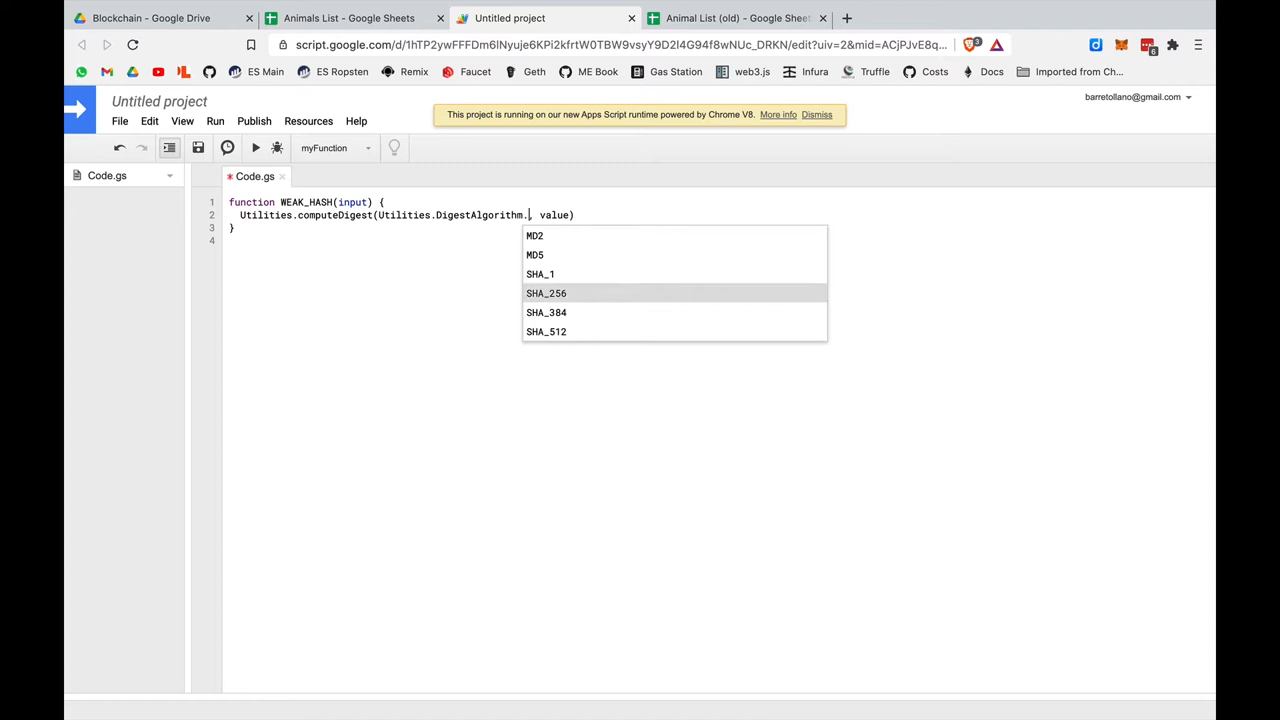 Blockchain - Google Drive
Animals List - Google Sheets
Untitled project
Animal List (old) - Google Sheet
script.google.com/d/1hTP2ywFFFDm6lNyuje6KPi2kfrtW0TBW9vsyY9D2I4G94f8wNUc_DRKN/edit?uiv=2&mid=ACjPJvE8q...
3
6
ES Main
ES Ropsten
Remix
Faucet
Geth
ME Book
Gas Station
web3.js
Infura
Truffle
Costs
Docs
Imported from Ch...
Untitled project
barretollano@gmail.com
This project is running on our new Apps Script runtime powered by Chrome V8. More info Dismiss
File Edit View Run Publish Resources Help
myFunction
Code.gs
* Code.gs
1 function WEAK_HASH(input) {
2 Utilities.computeDigest(Utilities.DigestAlgorithm., value)
3 }
4
MD2
MD5
SHA_1
SHA_256
SHA_384
SHA_512